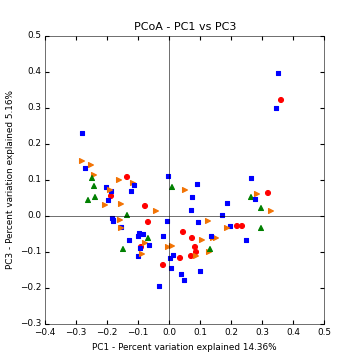 PCoA - PC1 vs PC3
0.5
0.4
0.3
0.2
0.1
0.0
−0.1
−0.2
−0.3
PC3 - Percent variation explained 5.16%
−0.4 −0.3 −0.2 −0.1 0.0 0.1 0.2 0.3 0.4 0.5
PC1 - Percent variation explained 14.36%